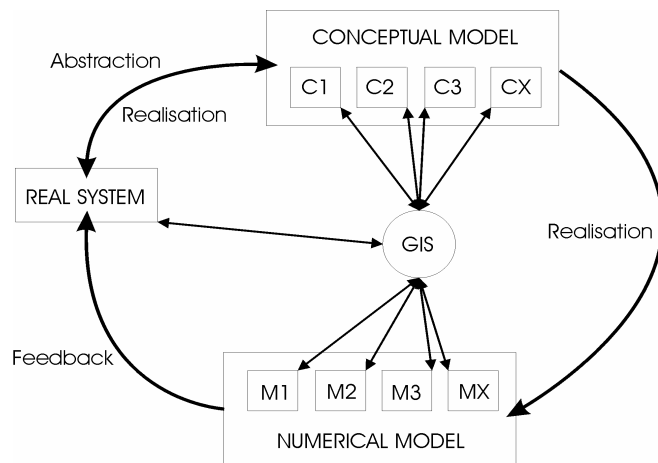 CONCEPTUAL MODEL
C1 C2 C3 CX
Abstraction
Realisation
REAL SYSTEM
GIS
Realisation
Feedback
M1 M2 M3 MX
NUMERICAL MODEL